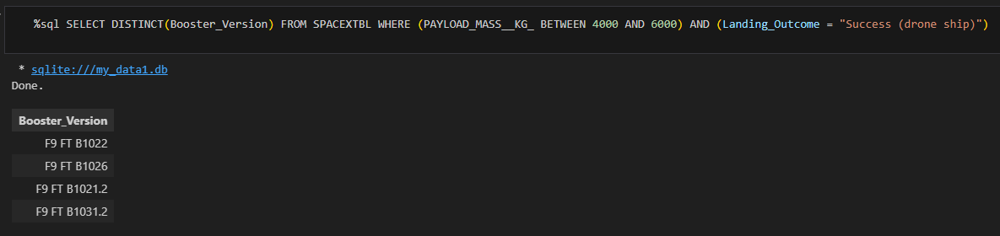 %sql SELECT DISTINCT(Booster_Version) FROM SPACEXTBL WHERE (PAYLOAD_MASS__KG_ BETWEEN 4000 AND 6000) AND (Landing_Outcome = "Success (drone ship)")
* sqlite:///my_data1.db
Done.
Booster_Version
F9 FT B1022
F9 FT B1026
F9 FT B1021.2
F9 FT B1031.2